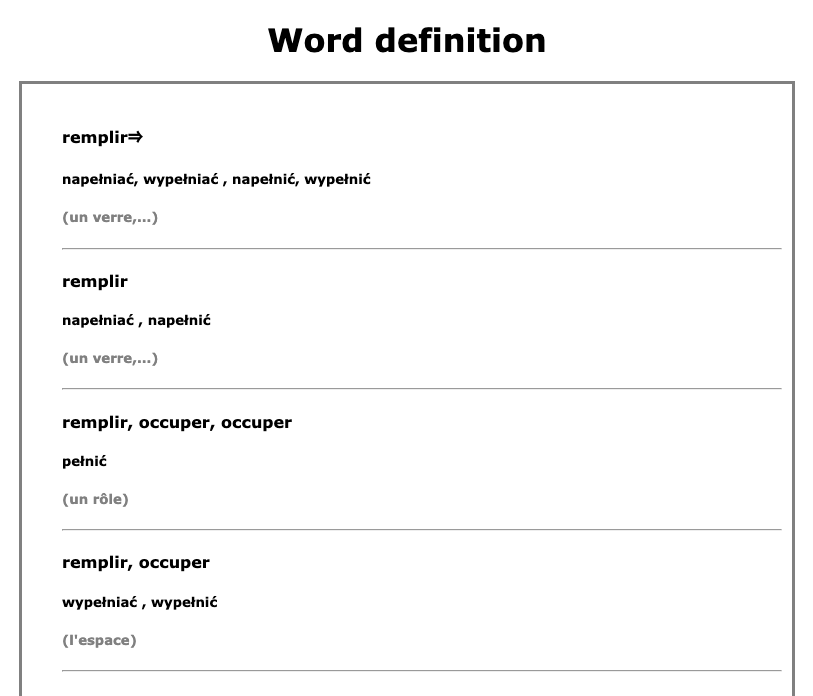 Word definition
remplir⇒
napełniać, wypełniać , napełnić, wypełnić
(un verre,...)
remplir
napełniać , napełnić
(un verre,...)
remplir, occuper, occuper
pełnić
(un rôle)
remplir, occuper
wypełniać , wypełnić
(l'espace)